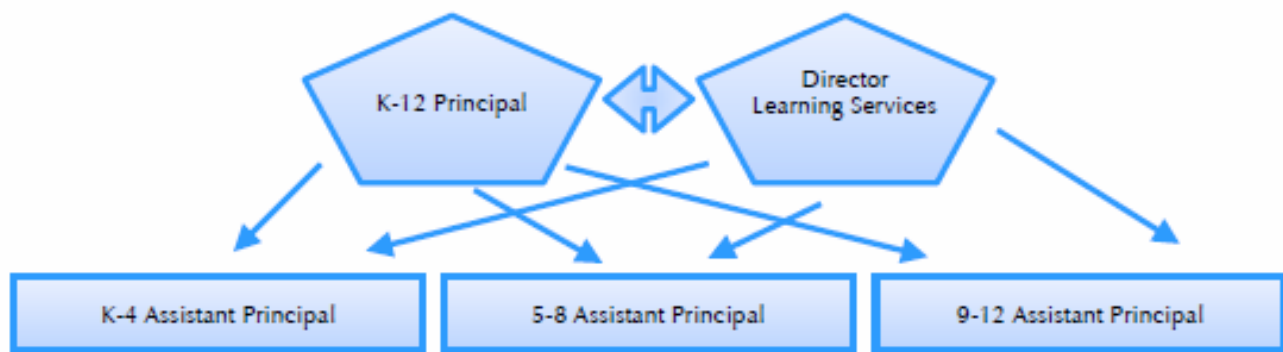 K-12 Principal
Director
Learning Services
K-4 Assistant Principal
5-8 Assistant Principal
9-12 Assistant Principal